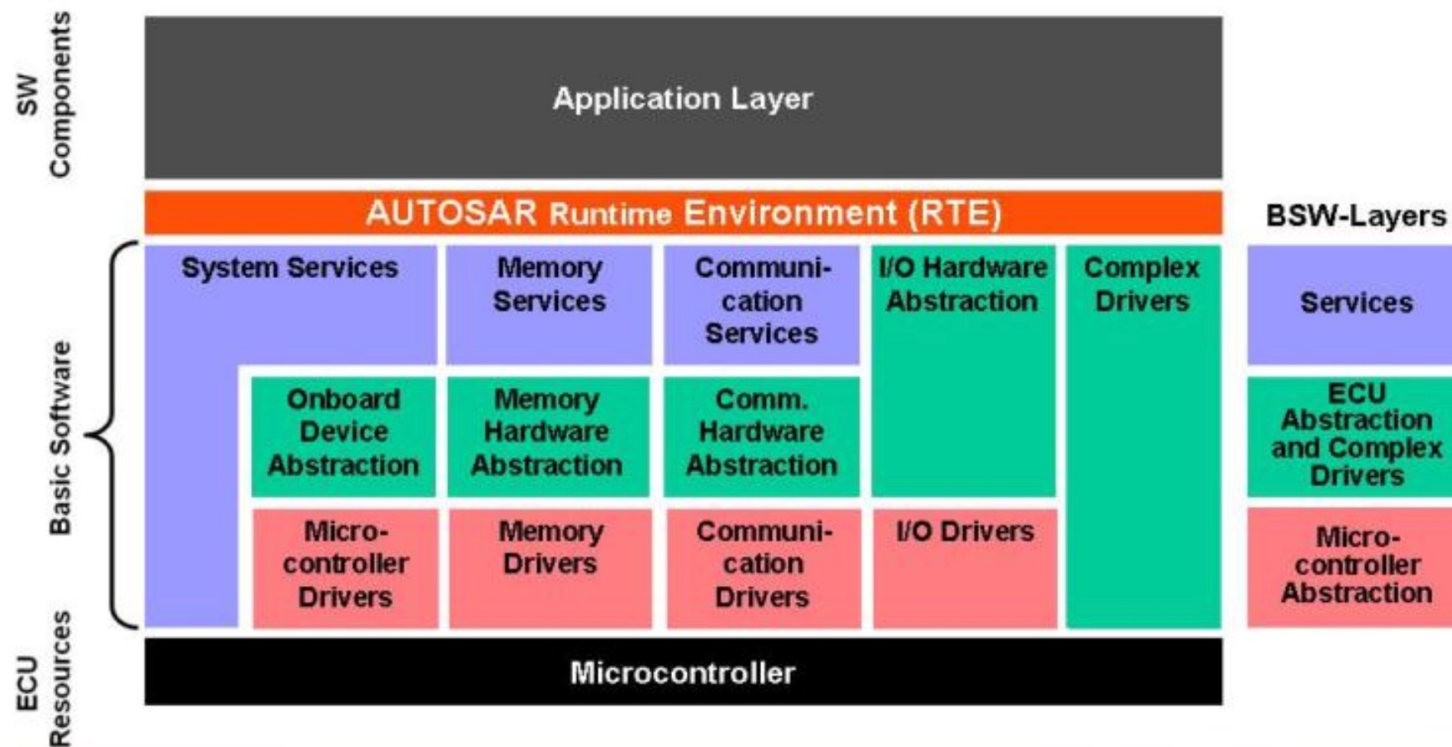 SW
Components
Application Layer
AUTOSAR Runtime Environment (RTE)
BSW-Layers
Basic Software
System Services
Memory
Services
Communi-
cation
Services
I/O Hardware
Abstraction
Complex
Drivers
Services
Onboard
Device
Abstraction
Memory
Hardware
Abstraction
Comm.
Hardware
Abstraction
ECU
Abstraction
and Complex
Drivers
Micro-
controller
Drivers
Memory
Drivers
Communi-
cation
Drivers
I/O Drivers
Micro-
controller
Abstraction
ECU
Resources
Microcontroller